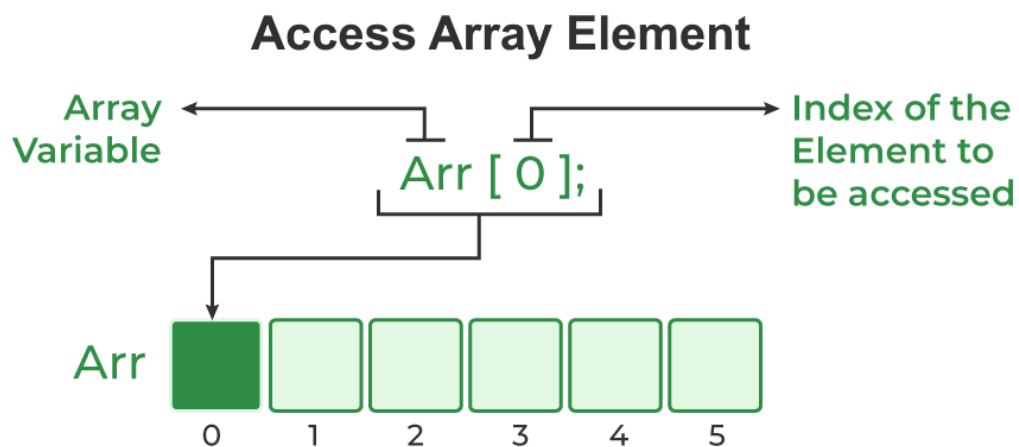 Access Array Element
Array
Variable
Index of the
Element to
be accessed
Arr [ 0 ];
Arr
0 1 2 3 4 5